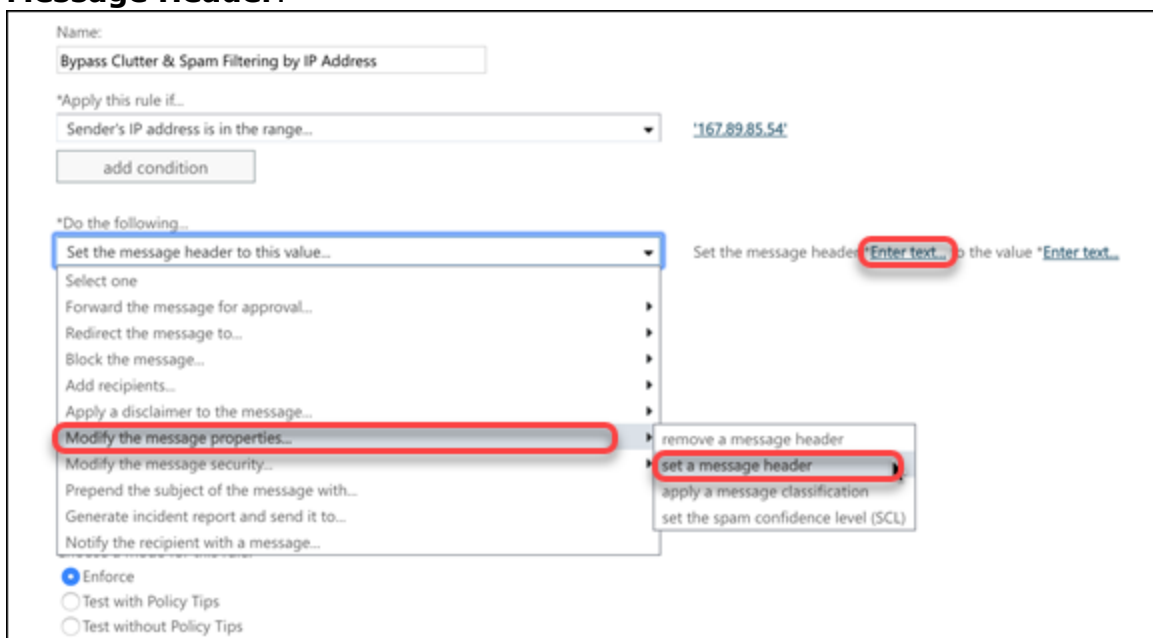 Message Header.
Name:
Bypass Clutter & Spam Filtering by IP Address
*Apply this rule if...
Sender's IP address is in the range...
'167.89.85.54'
add condition
*Do the following...
Set the message header to this value...
Set the message header *Enter text... to the value *Enter text...
Select one
Forward the message for approval...
Redirect the message to...
Block the message...
Add recipients...
Apply a disclaimer to the message...
Modify the message properties...
remove a message header
Modify the message security...
set a message header
Prepend the subject of the message with...
apply a message classification
Generate incident report and send it to...
set the spam confidence level (SCL)
Notify the recipient with a message...
Enforce
Test with Policy Tips
Test without Policy Tips